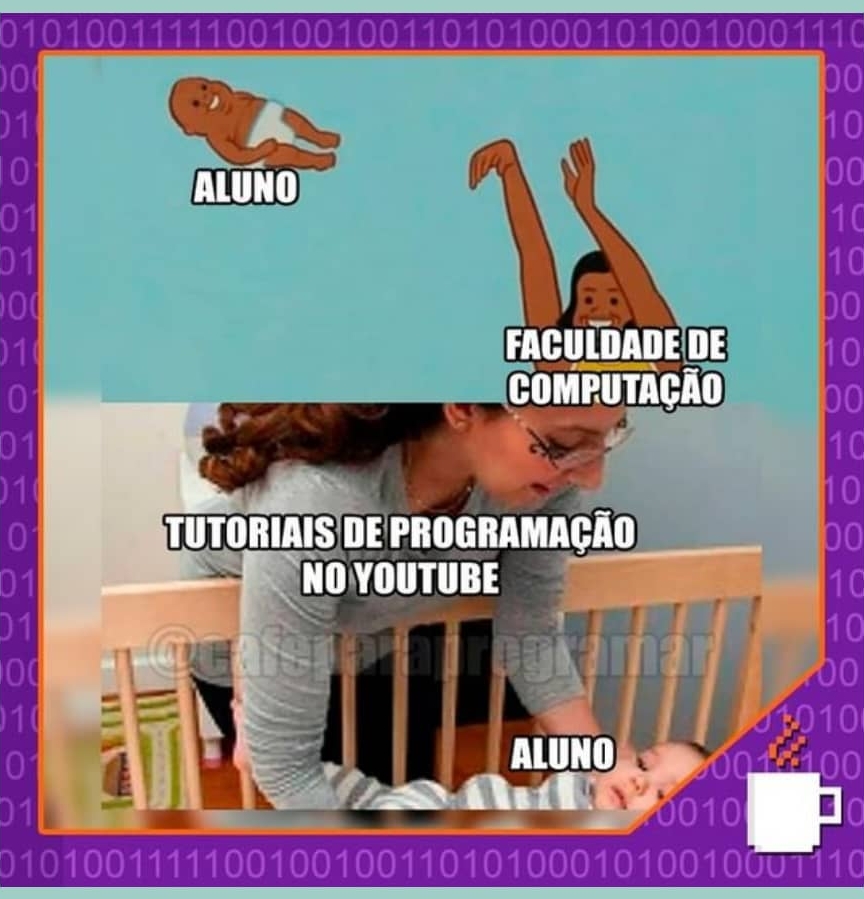 ALUNO
FACULDADE DE
COMPUTAÇÃO
TUTORIAIS DE PROGRAMAÇÃO
NO YOUTUBE
@cafeparaprogramar
ALUNO